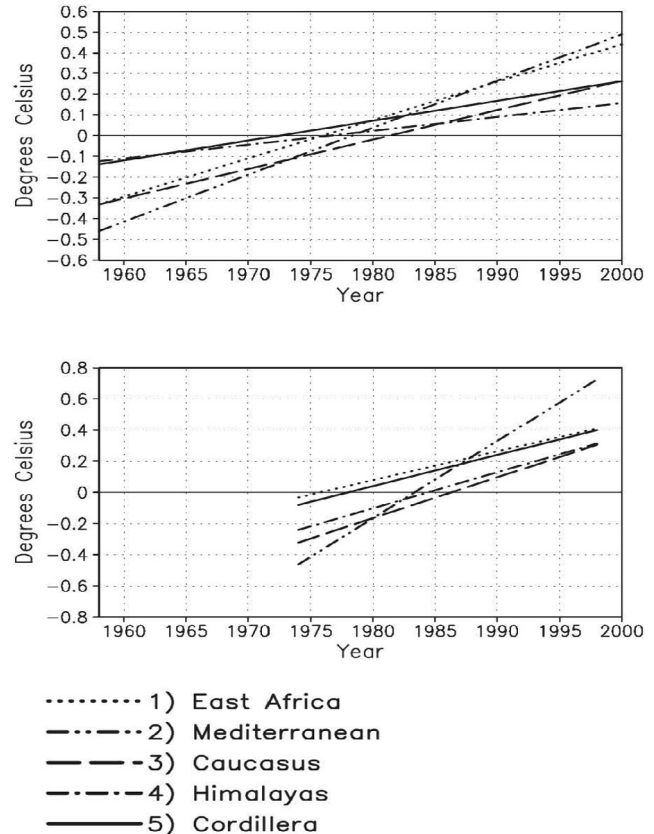 0.6
0.5
0.4
0.3
0.2
0.1
0
−0.1
−0.2
−0.3
−0.4
−0.5
−0.6
Degrees Celsius
1960 1965 1970 1975 1980 1985 1990 1995 2000
Year
0.8
0.6
0.4
0.2
0
−0.2
−0.4
−0.6
−0.8
Degrees Celsius
1960 1965 1970 1975 1980 1985 1990 1995 2000
Year
1) East Africa
2) Mediterranean
3) Caucasus
4) Himalayas
5) Cordillera